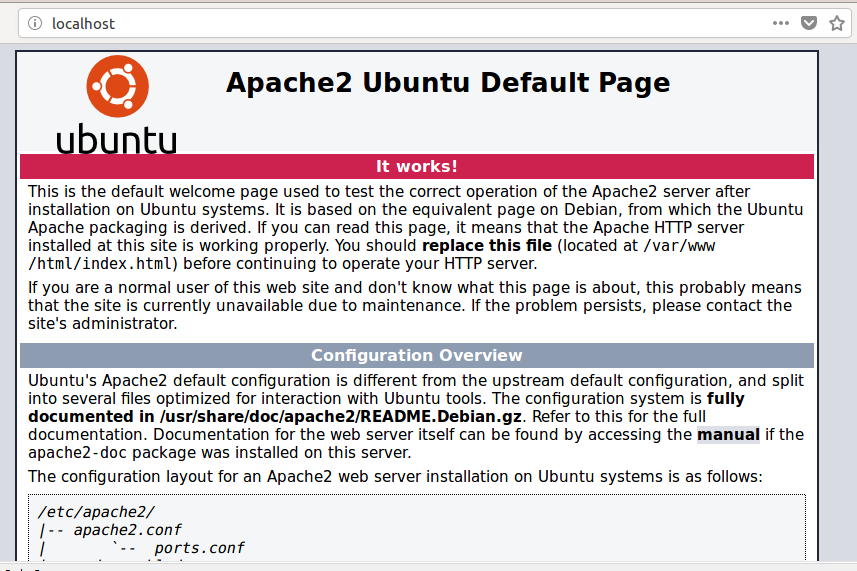 localhost
Apache2 Ubuntu Default Page
ubuntu
It works!
This is the default welcome page used to test the correct operation of the Apache2 server after
installation on Ubuntu systems. It is based on the equivalent page on Debian, from which the Ubuntu
Apache packaging is derived. If you can read this page, it means that the Apache HTTP server
installed at this site is working properly. You should replace this file (located at /var/www
/html/index.html) before continuing to operate your HTTP server.
If you are a normal user of this web site and don't know what this page is about, this probably means
that the site is currently unavailable due to maintenance. If the problem persists, please contact the
site's administrator.
Configuration Overview
Ubuntu's Apache2 default configuration is different from the upstream default configuration, and split
into several files optimized for interaction with Ubuntu tools. The configuration system is fully
documented in /usr/share/doc/apache2/README.Debian.gz. Refer to this for the full
documentation. Documentation for the web server itself can be found by accessing the manual if the
apache2-doc package was installed on this server.
The configuration layout for an Apache2 web server installation on Ubuntu systems is as follows:
/etc/apache2/
|-- apache2.conf
|       `--  ports.conf